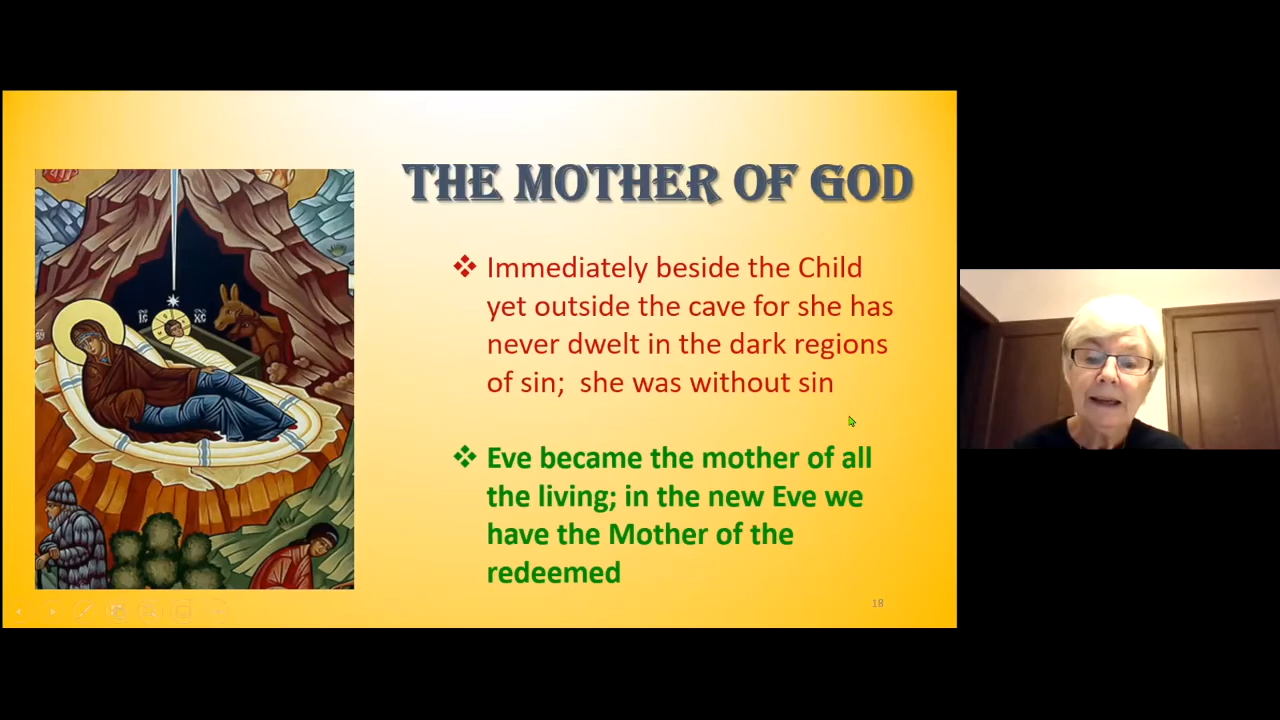 THE MOTHER OF GOD
❖ Immediately beside the Child
yet outside the cave for she has
never dwelt in the dark regions
of sin; she was without sin
❖ Eve became the mother of all
the living; in the new Eve we
have the Mother of the
redeemed
18
IC XC